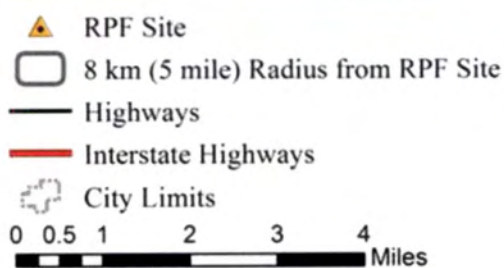 RPF Site
8 km (5 mile) Radius from RPF Site
Highways
Interstate Highways
City Limits
0 0.5 1 2 3 4
Miles